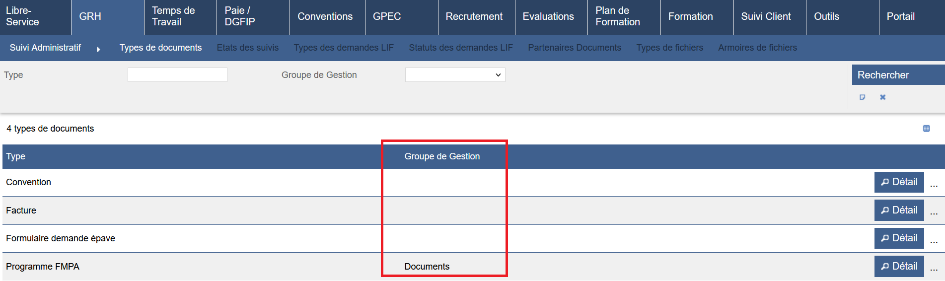 Libre-Service GRH Temps de Travail Paie / DGFIP Conventions GPEC Recrutement Evaluations Plan de Formation Formation Suivi Client Outils Portail
Suivi Administratif Types de documents Etats des suivis Types des demandes LIF Statuts des demandes LIF Partenaires Documents Types de fichiers Armoires de fichiers
Type Groupe de Gestion Rechercher
4 types de documents
Type Groupe de Gestion
Convention Détail ...
Facture Détail ...
Formulaire demande épave Détail ...
Programme FMPA Documents Détail ...